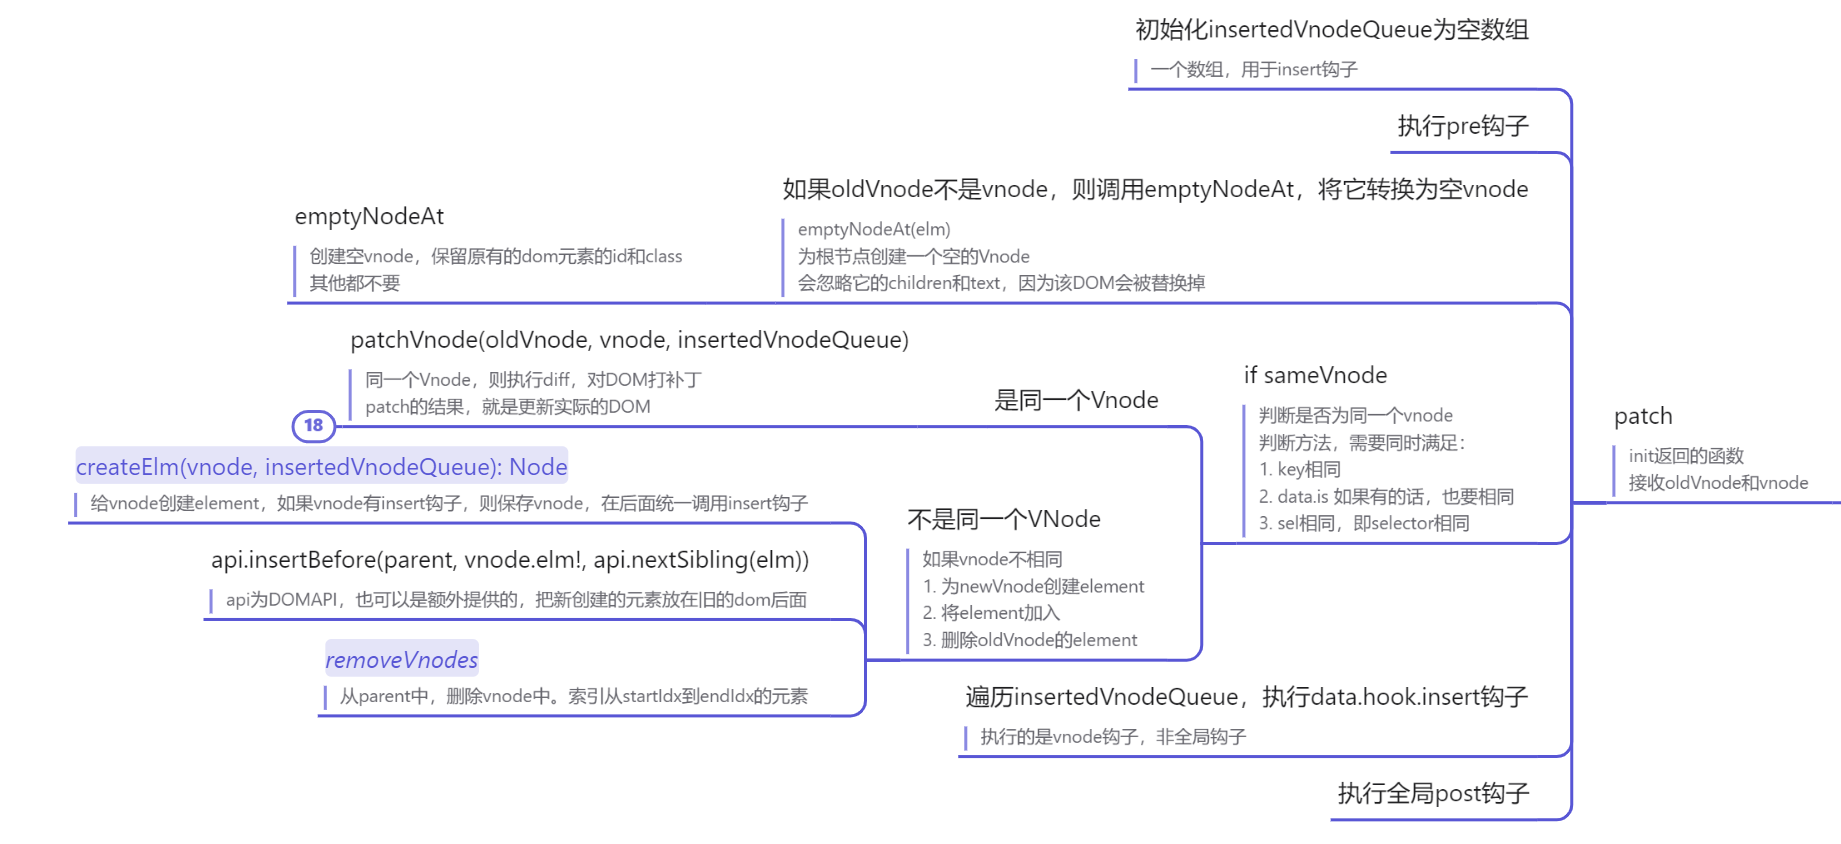 初始化insertedVnodeQueue为空数组
一个数组，用于insert钩子
执行pre钩子
如果oldVnode不是vnode，则调用emptyNodeAt，将它转换为空vnode
emptyNodeAt(elm)
为根节点创建一个空的Vnode
会忽略它的children和text，因为该DOM会被替换掉
emptyNodeAt
创建空vnode，保留原有的dom元素的id和class
其他都不要
patchVnode(oldVnode, vnode, insertedVnodeQueue)
同一个Vnode，则执行diff，对DOM打补丁
patch的结果，就是更新实际的DOM
18
是同一个Vnode
if sameVnode
判断是否为同一个vnode
判断方法，需要同时满足：
1. key相同
2. data.is 如果有的话，也要相同
3. sel相同，即selector相同
patch
init返回的函数
接收oldVnode和vnode
createElm(vnode, insertedVnodeQueue): Node
给vnode创建element，如果vnode有insert钩子，则保存vnode，在后面统一调用insert钩子
不是同一个VNode
如果vnode不相同
1. 为newVnode创建element
2. 将element加入
3. 删除oldVnode的element
api.insertBefore(parent, vnode.elm!, api.nextSibling(elm))
api为DOMAPI，也可以是额外提供的，把新创建的元素放在旧的dom后面
removeVnodes
从parent中，删除vnode中。索引从startIdx到endIdx的元素
遍历insertedVnodeQueue，执行data.hook.insert钩子
执行的是vnode钩子，非全局钩子
执行全局post钩子